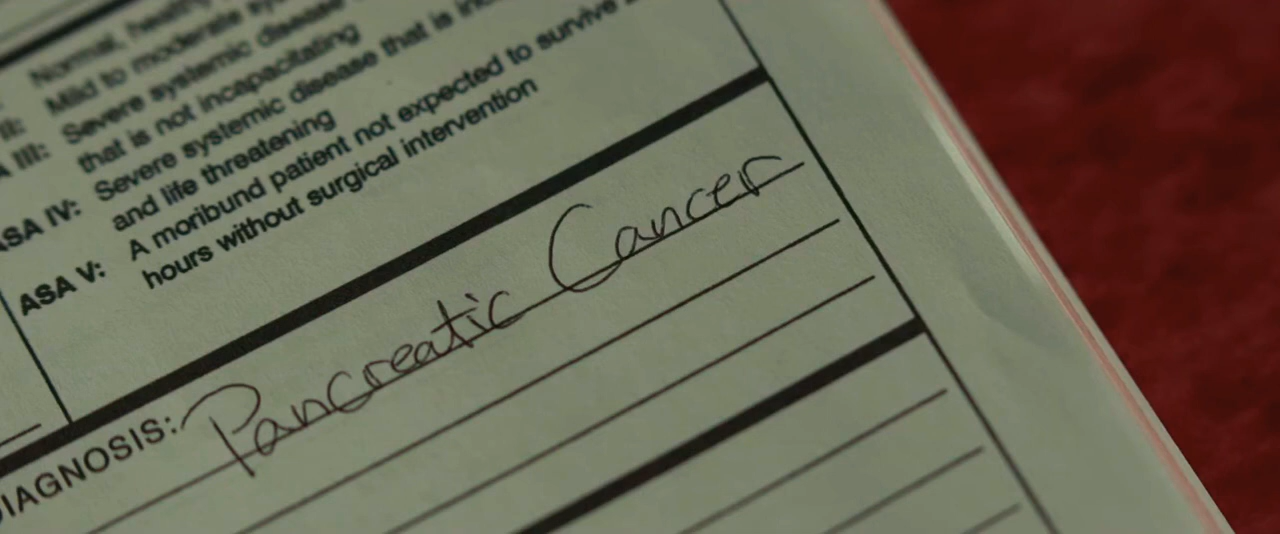 Normal, healthy
II: Mild to moderate
A III: Severe systemic disease
that is not incapacitating
ASA IV: Severe systemic disease that is
and life threatening
ASA V: A moribund patient not expected to survive
hours without surgical intervention
DIAGNOSIS: Pancreatic Cancer